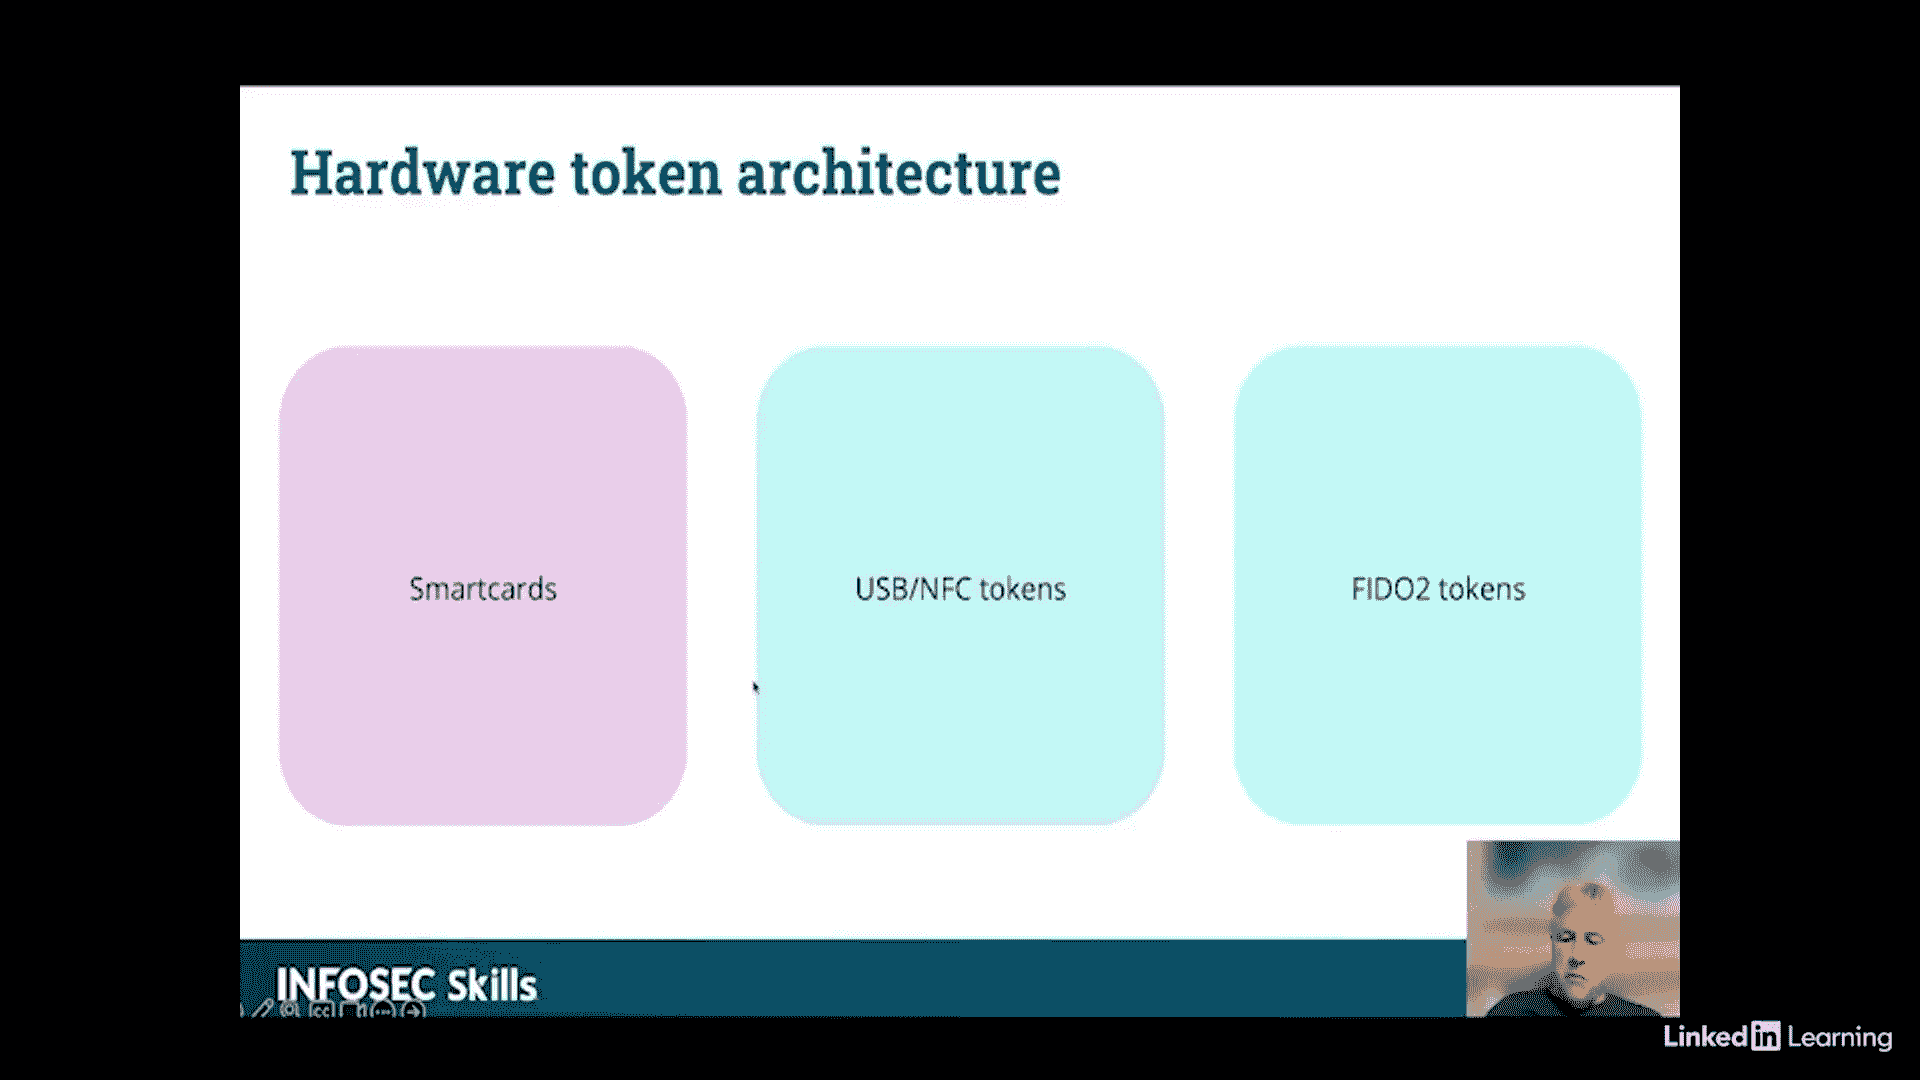 Hardware token architecture
Smartcards
USB/NFC tokens
FIDO2 tokens
INFOSEC Skills
LinkedIn Learning